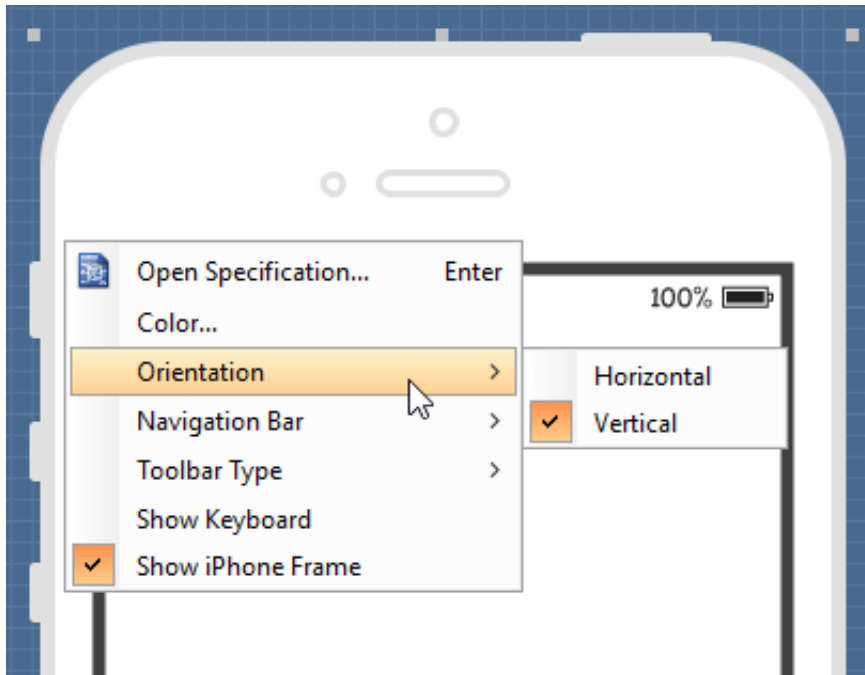 Open Specification... Enter
100%
Color...
Orientation
Horizontal
Navigation Bar
Vertical
Toolbar Type
Show Keyboard
Show iPhone Frame